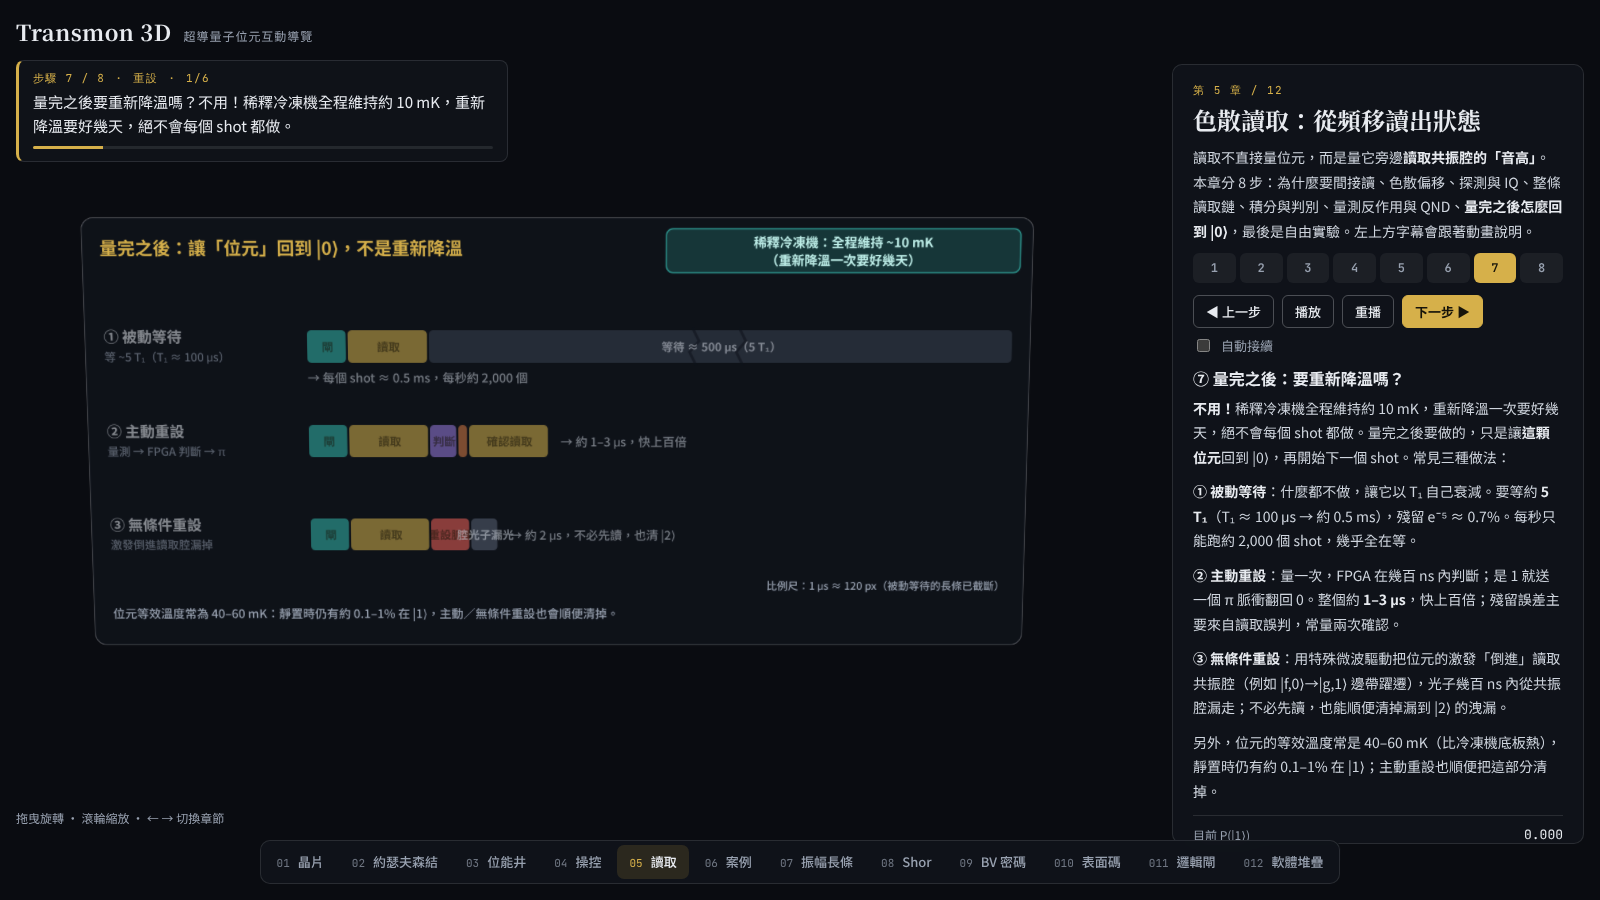 Transmon 3D 超導量子位元互動導覽
步驟 7 / 8 · 重設 · 1/6
量完之後要重新降溫嗎？不用！稀釋冷凍機全程維持約 10 mK，重新
降溫要好幾天，絕不會每個 shot 都做。
量完之後：讓「位元」回到 |0⟩，不是重新降溫
稀釋冷凍機：全程維持 ~10 mK
（重新降溫一次要好幾天）
① 被動等待
等 ~5 T₁（T₁ ≈ 100 µs）
閘 讀取 等待 ≈ 500 µs（5 T₁）
→ 每個 shot ≈ 0.5 ms，每秒約 2,000 個
② 主動重設
量測 → FPGA 判斷 → π
閘 讀取 判斷 確認讀取 → 約 1–3 µs，快上百倍
③ 無條件重設
激發倒進讀取腔漏掉
閘 讀取 重設 腔光子漏光 → 約 2 µs，不必先讀，也清 |2⟩
比例尺：1 µs ≈ 120 px（被動等待的長條已截斷）
位元等效溫度常為 40–60 mK：靜置時仍有約 0.1–1% 在 |1⟩，主動／無條件重設也會順便清掉。
拖曳旋轉 · 滾輪縮放 · ← → 切換章節
第 5 章 / 12
色散讀取：從頻移讀出狀態
讀取不直接量位元，而是量它旁邊讀取共振腔的「音高」。
本章分 8 步：為什麼要間接讀、色散偏移、探測與 IQ、整條
讀取鏈、積分與判別、量測反作用與 QND、量完之後怎麼回
到 |0⟩，最後是自由實驗。左上方字幕會跟著動畫說明。
1 2 3 4 5 6 7 8
◀ 上一步 播放 重播 下一步 ▶
自動接續
⑦ 量完之後：要重新降溫嗎？
不用！稀釋冷凍機全程維持約 10 mK，重新降溫一次要好幾
天，絕不會每個 shot 都做。量完之後要做的，只是讓這顆
位元回到 |0⟩，再開始下一個 shot。常見三種做法：
① 被動等待：什麼都不做，讓它以 T₁ 自己衰減。要等約 5
T₁（T₁ ≈ 100 µs → 約 0.5 ms），殘留 e⁻⁵ ≈ 0.7%。每秒只
能跑約 2,000 個 shot，幾乎全在等。
② 主動重設：量一次，FPGA 在幾百 ns 內判斷；是 1 就送
一個 π 脈衝翻回 0。整個約 1–3 µs，快上百倍；殘留誤差主
要來自讀取誤判，常量兩次確認。
③ 無條件重設：用特殊微波驅動把位元的激發「倒進」讀取
共振腔（例如 |f,0⟩→|g,1⟩ 邊帶躍遷），光子幾百 ns 內從共振
腔漏走；不必先讀，也能順便清掉漏到 |2⟩ 的洩漏。
另外，位元的等效溫度常是 40–60 mK（比冷凍機底板熱），
靜置時仍有約 0.1–1% 在 |1⟩；主動重設也順便把這部分清
掉。
目前 P(|1⟩) 0.000
01 晶片 02 約瑟夫森結 03 位能井 04 操控 05 讀取 06 案例 07 振幅長條 08 Shor 09 BV 密碼 010 表面碼 011 邏輯閘 012 軟體堆疊